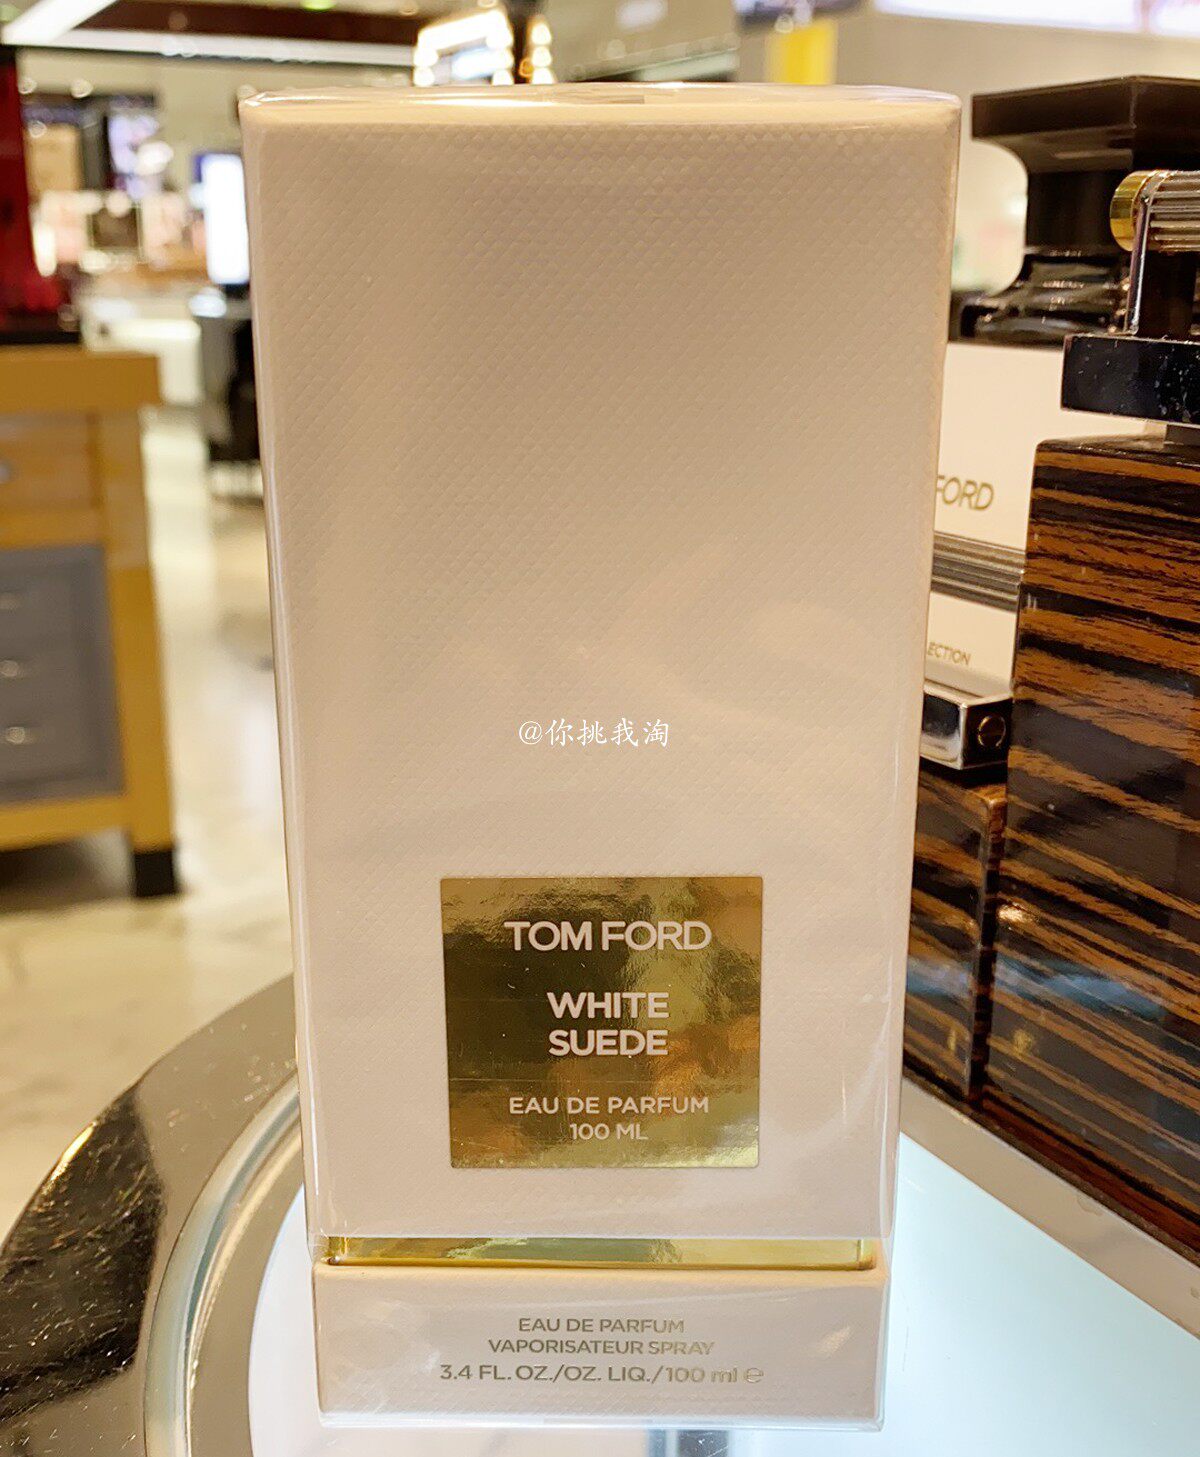 @你挑我淘
TOM FORD
WHITE
SUEDE
EAU DE PARFUM
100 ML
EAU DE PARFUM
VAPORISATEUR SPRAY
3.4 FL. OZ./OZ. LIQ./100 ml ℮
FORD